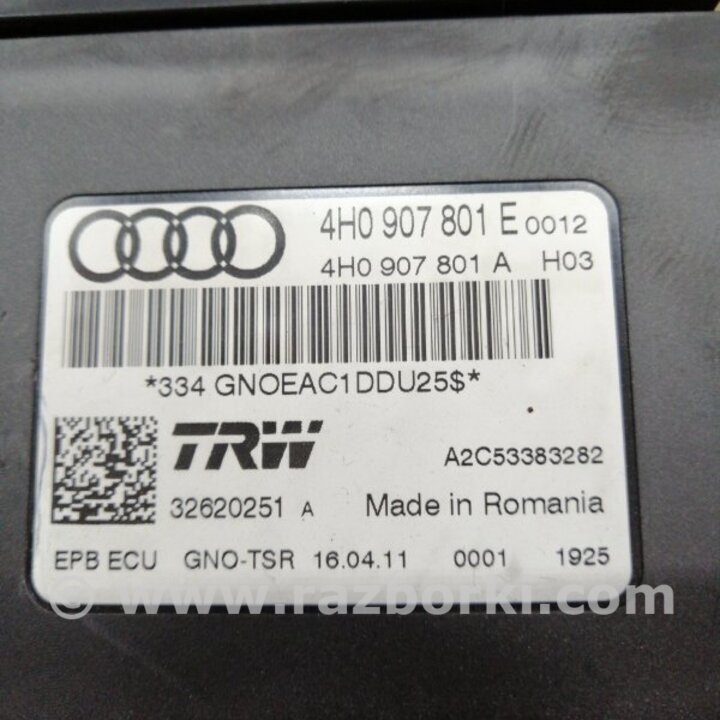 4H0 907 801 E 0012
4H0 907 801 A H03
*334 GNOEAC1DDU25$*
TRW
A2C53383282
32620251 A Made in Romania
EPB ECU GNO-TSR 16.04.11 0001 1925
© www.razborki.com